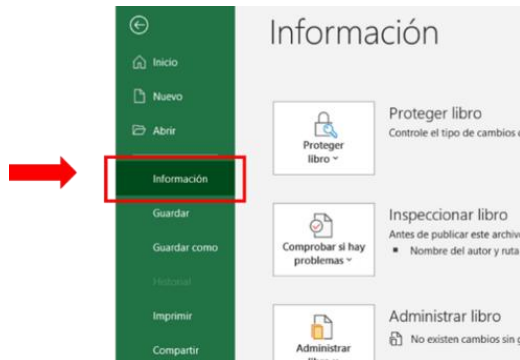 Información
Inicio
Nuevo
Abrir
Información
Guardar
Guardar como
Historial
Imprimir
Compartir
Proteger
libro
Proteger libro
Controle el tipo de cambios
Comprobar si hay
problemas
Inspeccionar libro
Antes de publicar este archivo
Nombre del autor y ruta
Administrar
Administrar libro
No existen cambios sin